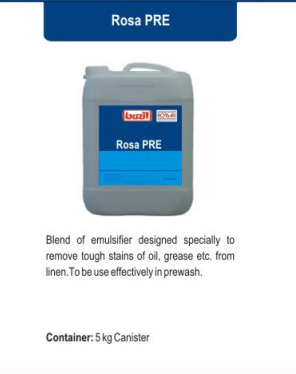 Rosa PRE
buzil
Rosa PRE
Blend of emulsifier designed specially to
remove tough stains of oil, grease etc. from
linen.To be use effectively in prewash.
Container: 5 kg Canister